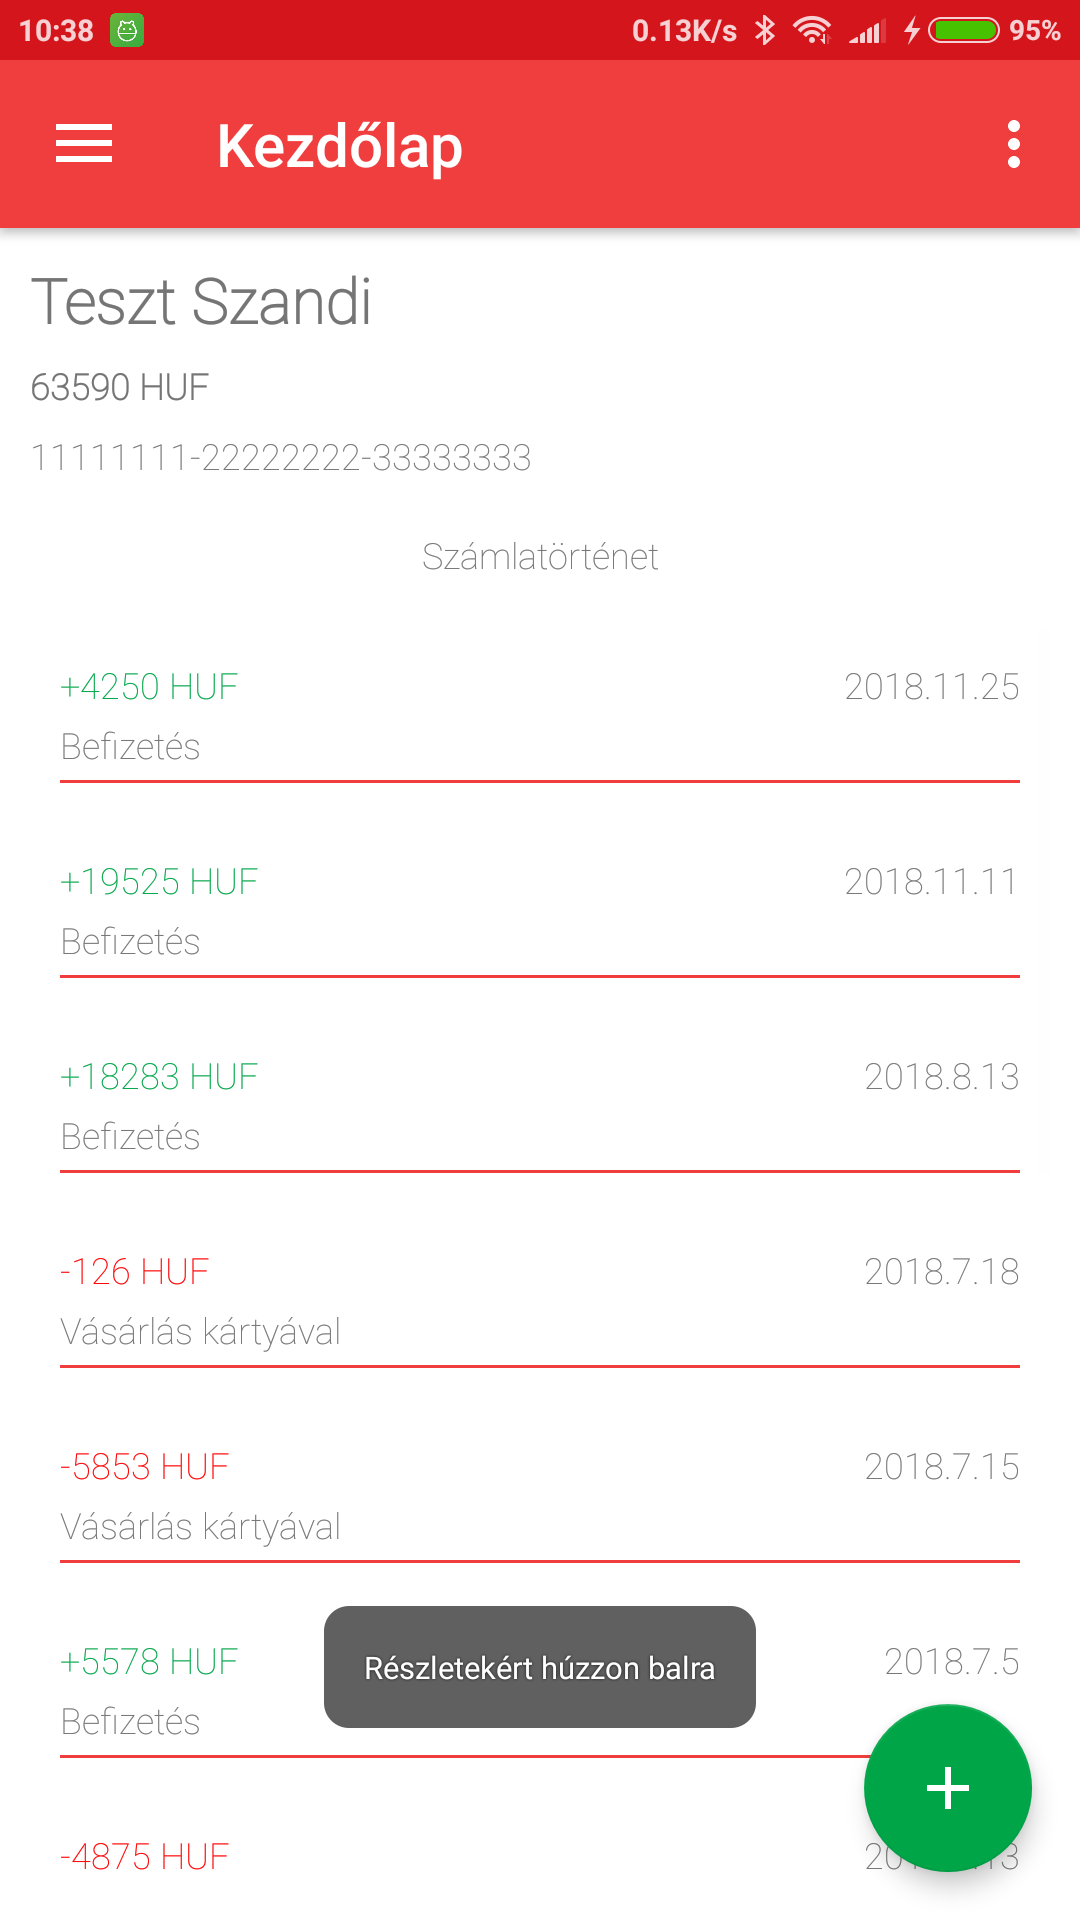 10:38 0.13K/s 95%
Kezdőlap
Teszt Szandi
63590 HUF
11111111-22222222-33333333
Számlatörténet
+4250 HUF 2018.11.25
Befizetés
+19525 HUF 2018.11.11
Befizetés
+18283 HUF 2018.8.13
Befizetés
-126 HUF 2018.7.18
Vásárlás kártyával
-5853 HUF 2018.7.15
Vásárlás kártyával
+5578 HUF 2018.7.5
Részletekért húzzon balra
Befizetés
-4875 HUF